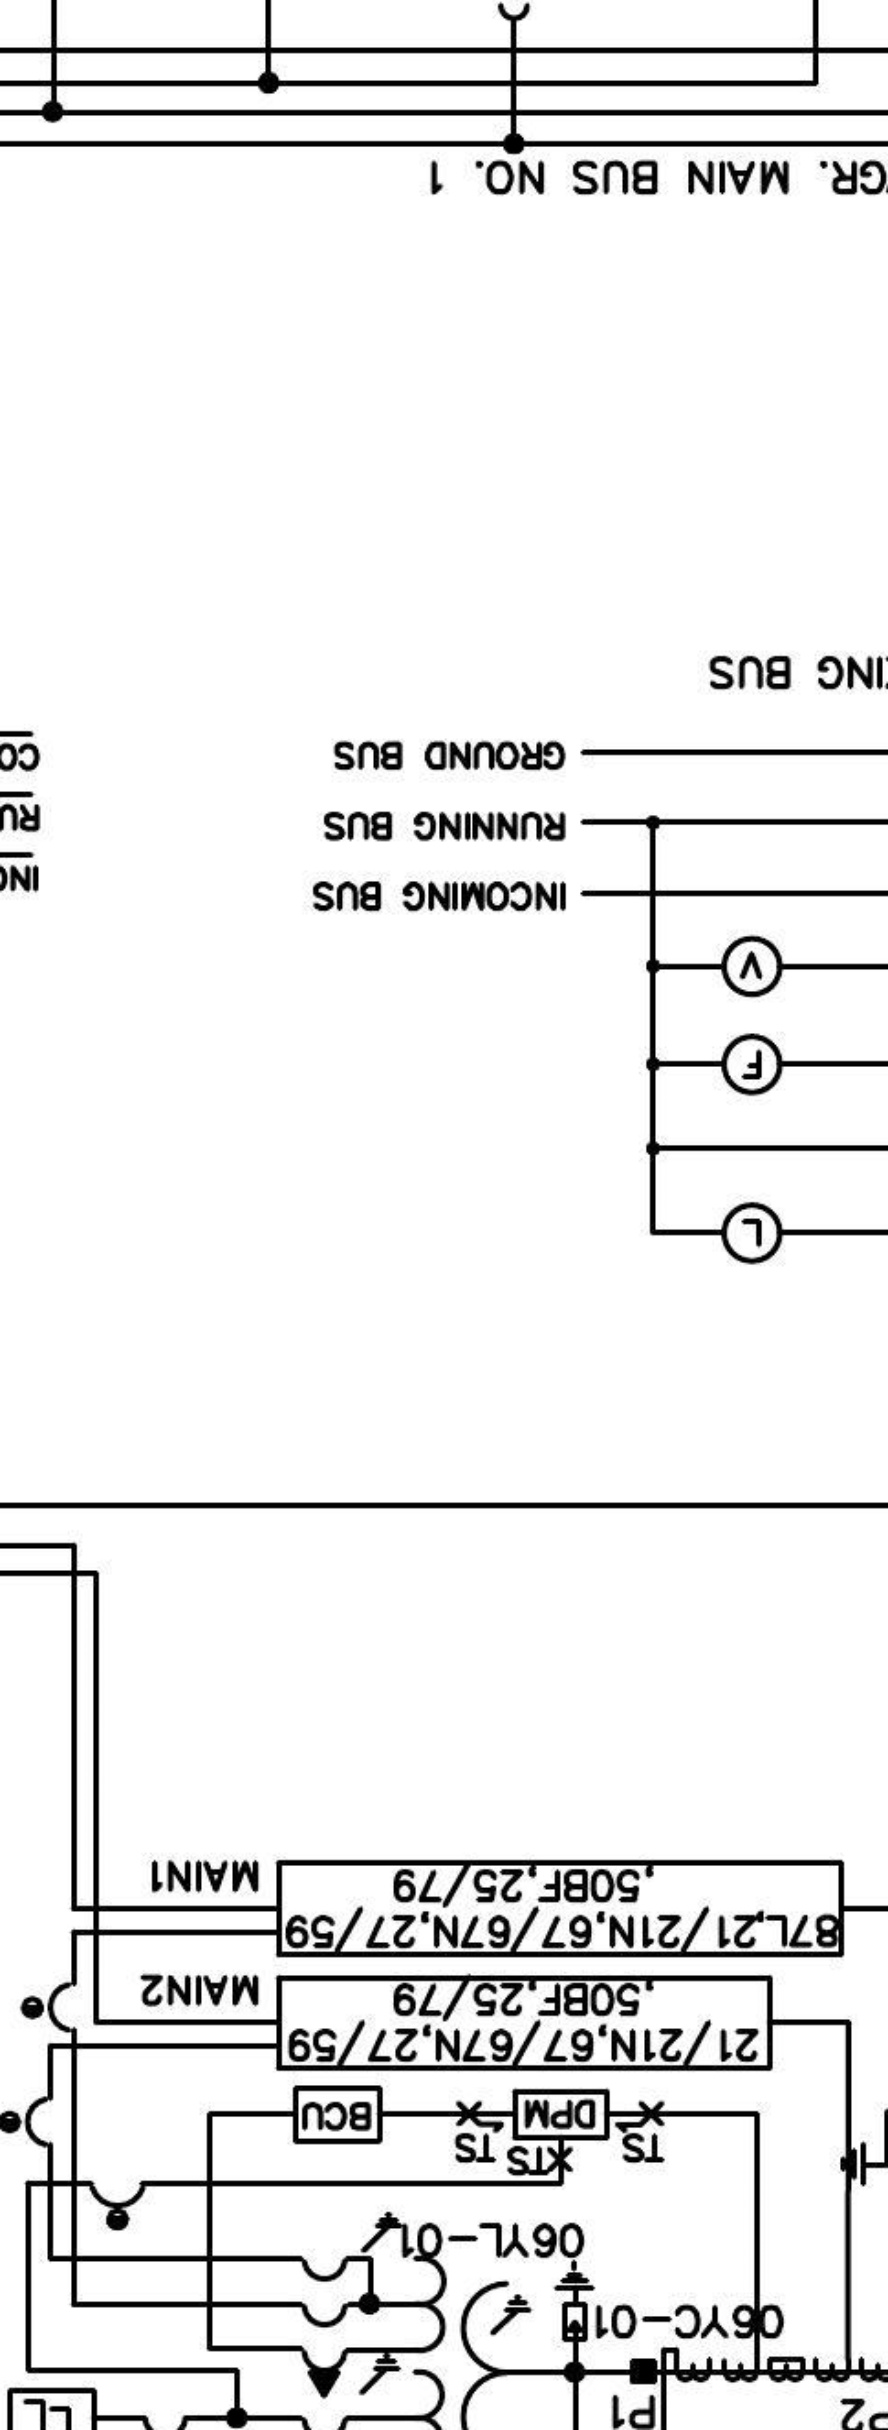 P2
P1
06YC-01
06YL-01
TS
TS
TS
DPM
BCU
21/21N,67/67N,27/59
,50BF,25/79
MAIN2
87L,21/21N,67/67N,27/59
,50BF,25/79
MAIN1
L
F
V
INCOMING BUS
INC
RUNNING BUS
RU
GROUND BUS
CO
ING BUS
GR. MAIN BUS NO. 1